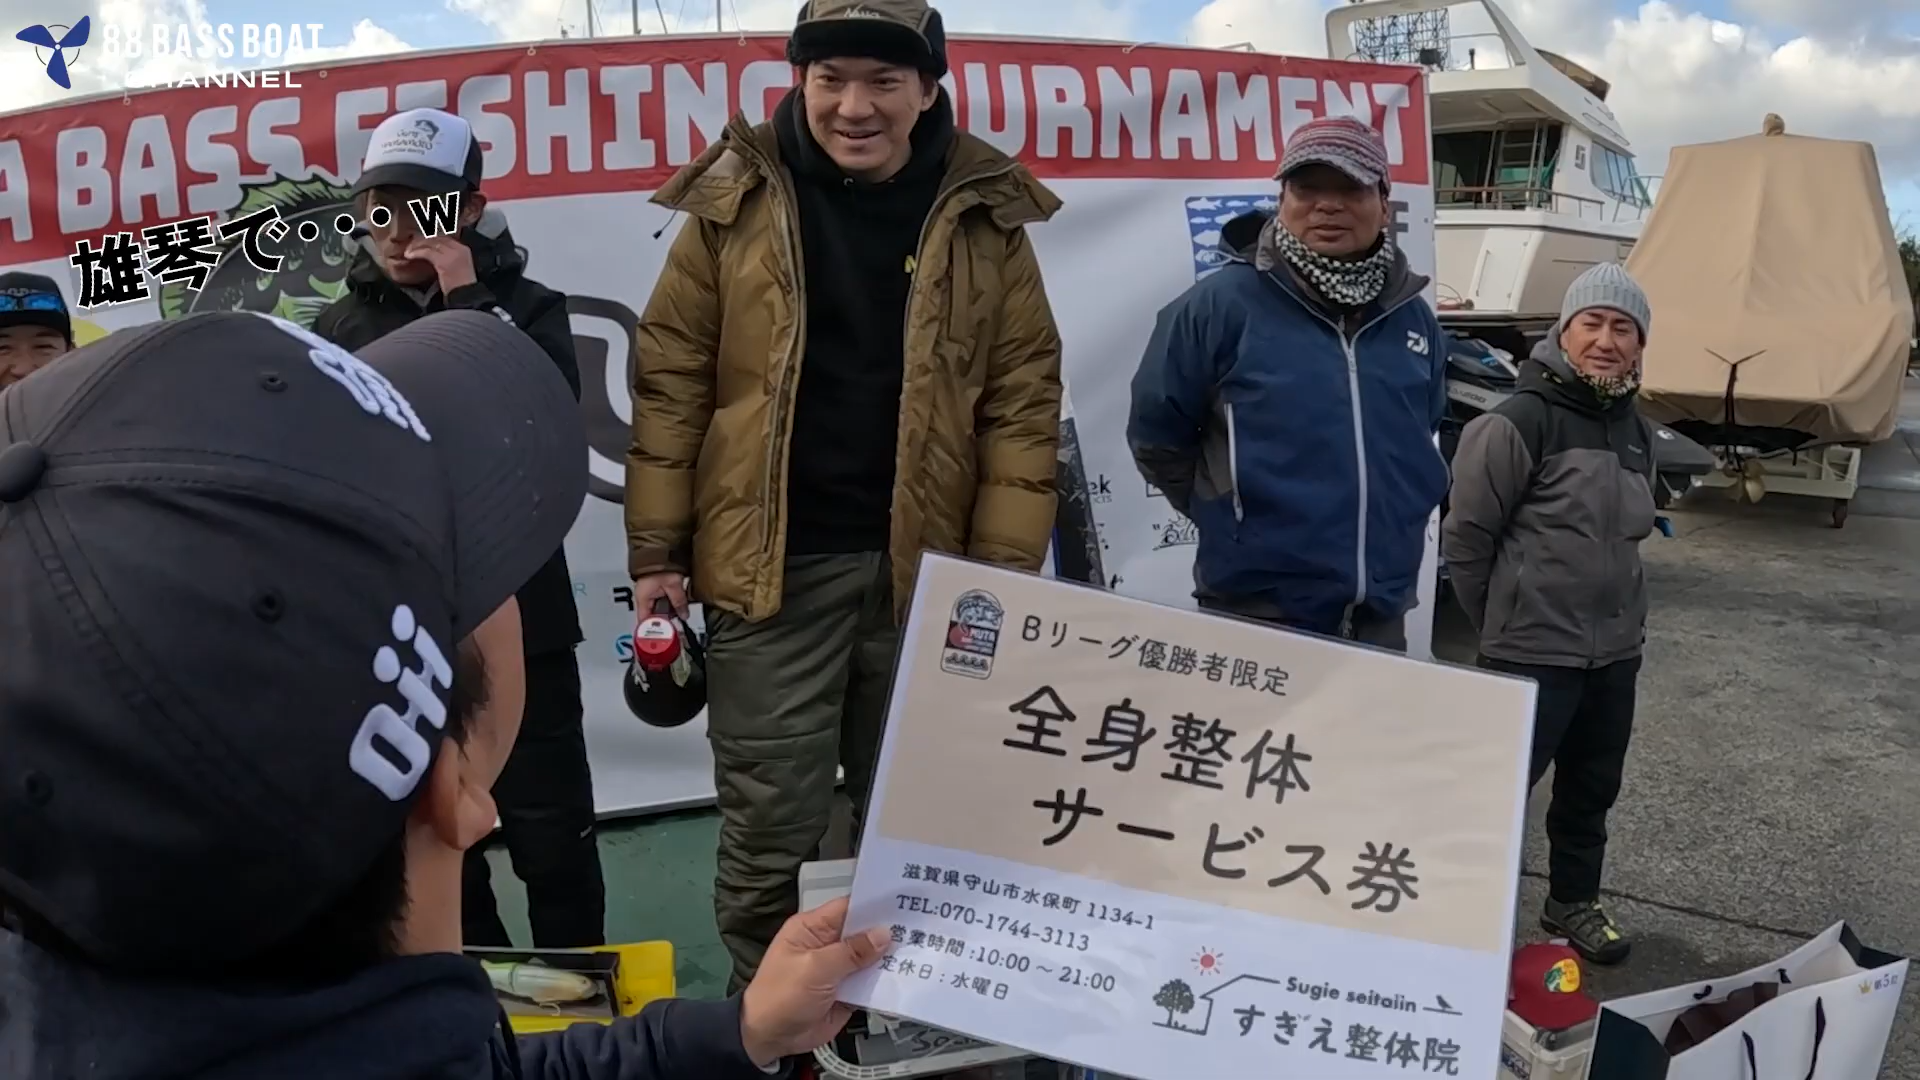 88 BASS BOAT
CHANNEL
A BASS FISHING TOURNAMENT
雄琴で・・・w
Bリーグ優勝者限定
全身整体
サービス券
滋賀県守山市水保町 1134-1
TEL:070-1744-3113
営業時間 :10:00 ～ 21:00
定休日 : 水曜日
Sugie seitaiin
すぎえ整体院